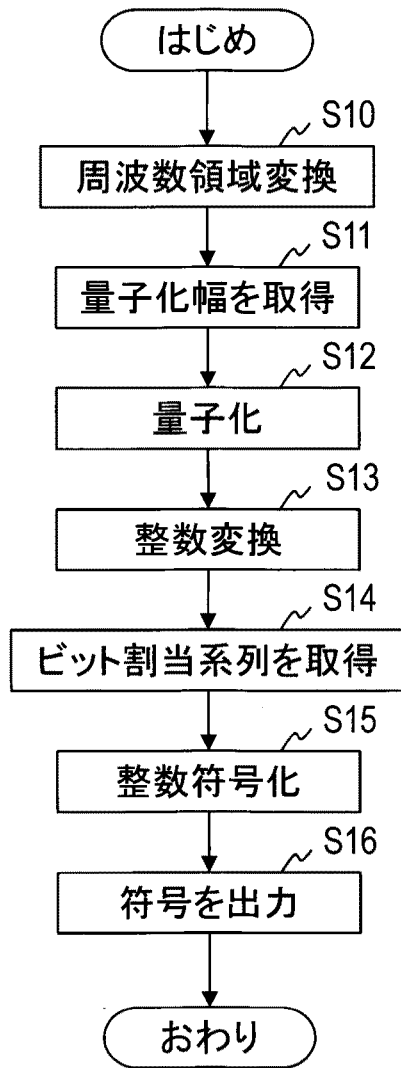 はじめ
S10
周波数領域変換
S11
量子化幅を取得
S12
量子化
S13
整数変換
S14
ビット割当系列を取得
S15
整数符号化
S16
符号を出力
おわり